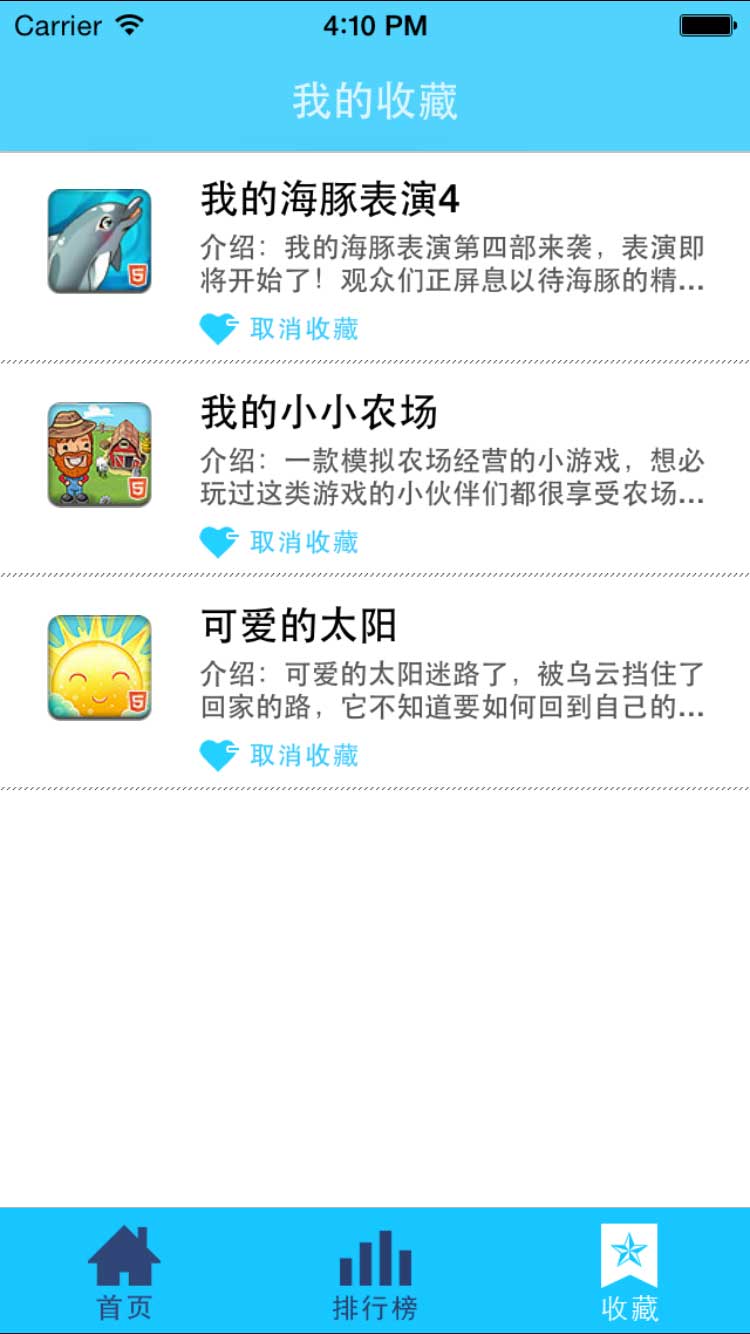 Carrier 4:10 PM
我的收藏
我的海豚表演4
介绍：我的海豚表演第四部来袭，表演即
将开始了！观众们正屏息以待海豚的精...
取消收藏
5
我的小小农场
介绍：一款模拟农场经营的小游戏，想必
玩过这类游戏的小伙伴们都很享受农场...
取消收藏
5
可爱的太阳
介绍：可爱的太阳迷路了，被乌云挡住了
回家的路，它不知道要如何回到自己的...
取消收藏
5
首页 排行榜 收藏